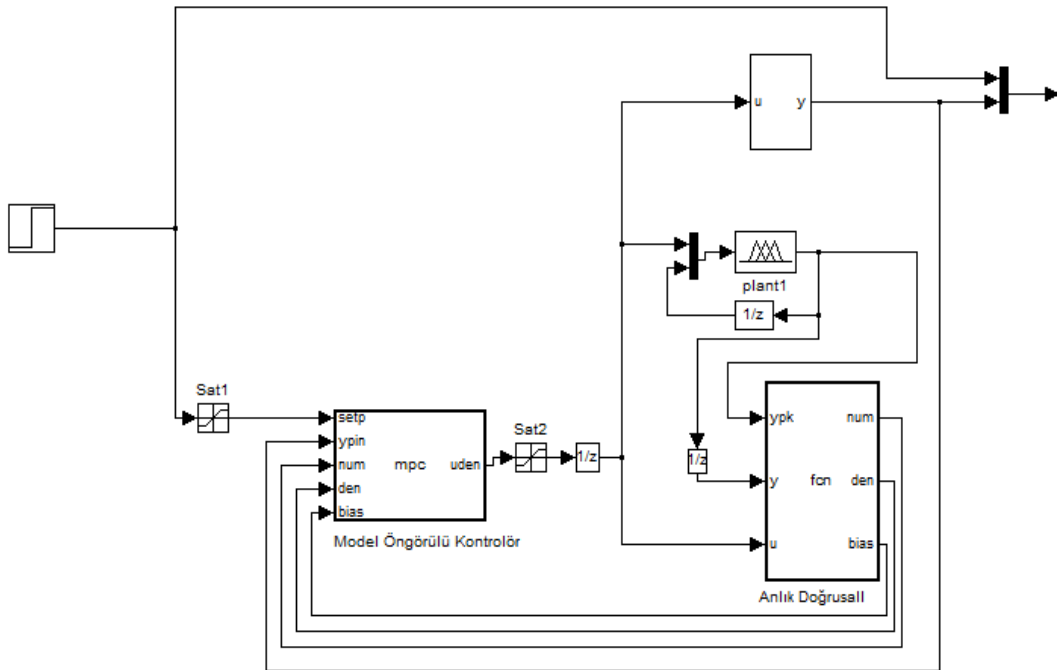 u y
plant1
1/z
Sat1
setp
ypin
num
den
bias
mpc
uden
Model Öngörülü Kontrolör
Sat2
1/z
1/z
ypk
y
u
fcn
num
den
bias
Anlık Doğrusall